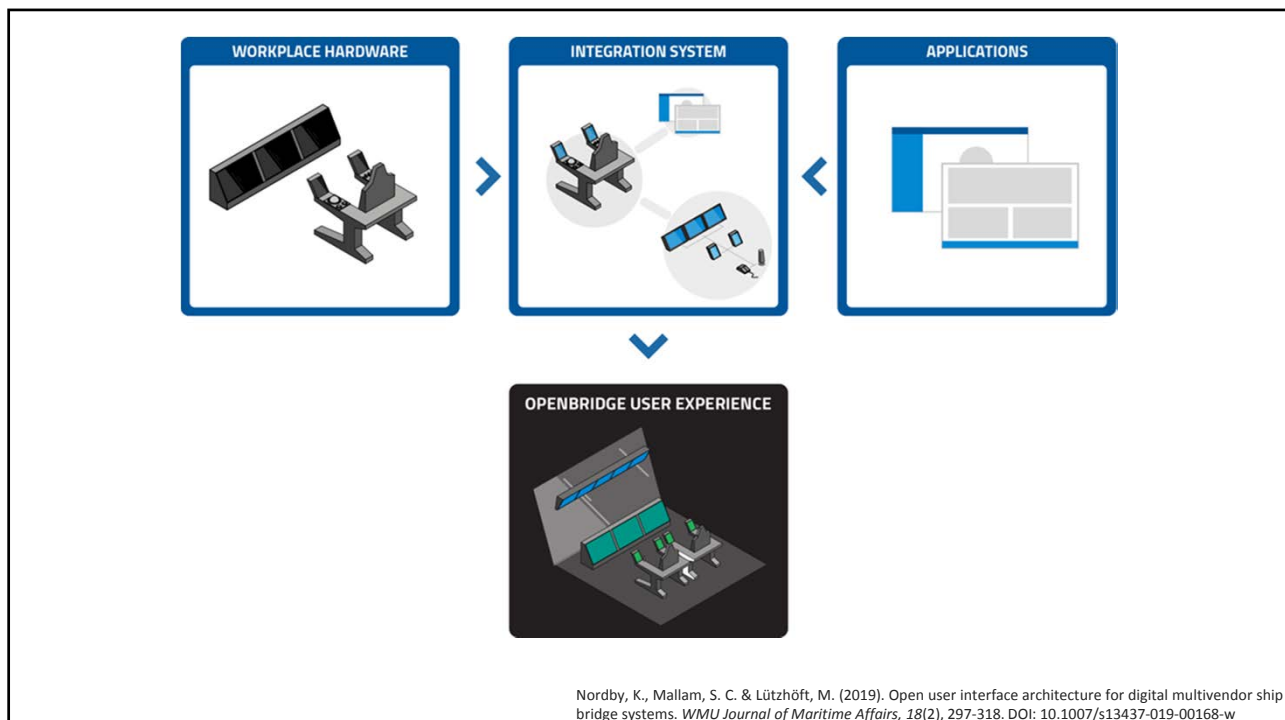 WORKPLACE HARDWARE
INTEGRATION SYSTEM
APPLICATIONS
OPENBRIDGE USER EXPERIENCE
Nordby, K., Mallam, S. C. & Lützhöft, M. (2019). Open user interface architecture for digital multivendor ship
bridge systems. WMU Journal of Maritime Affairs, 18(2), 297-318. DOI: 10.1007/s13437-019-00168-w